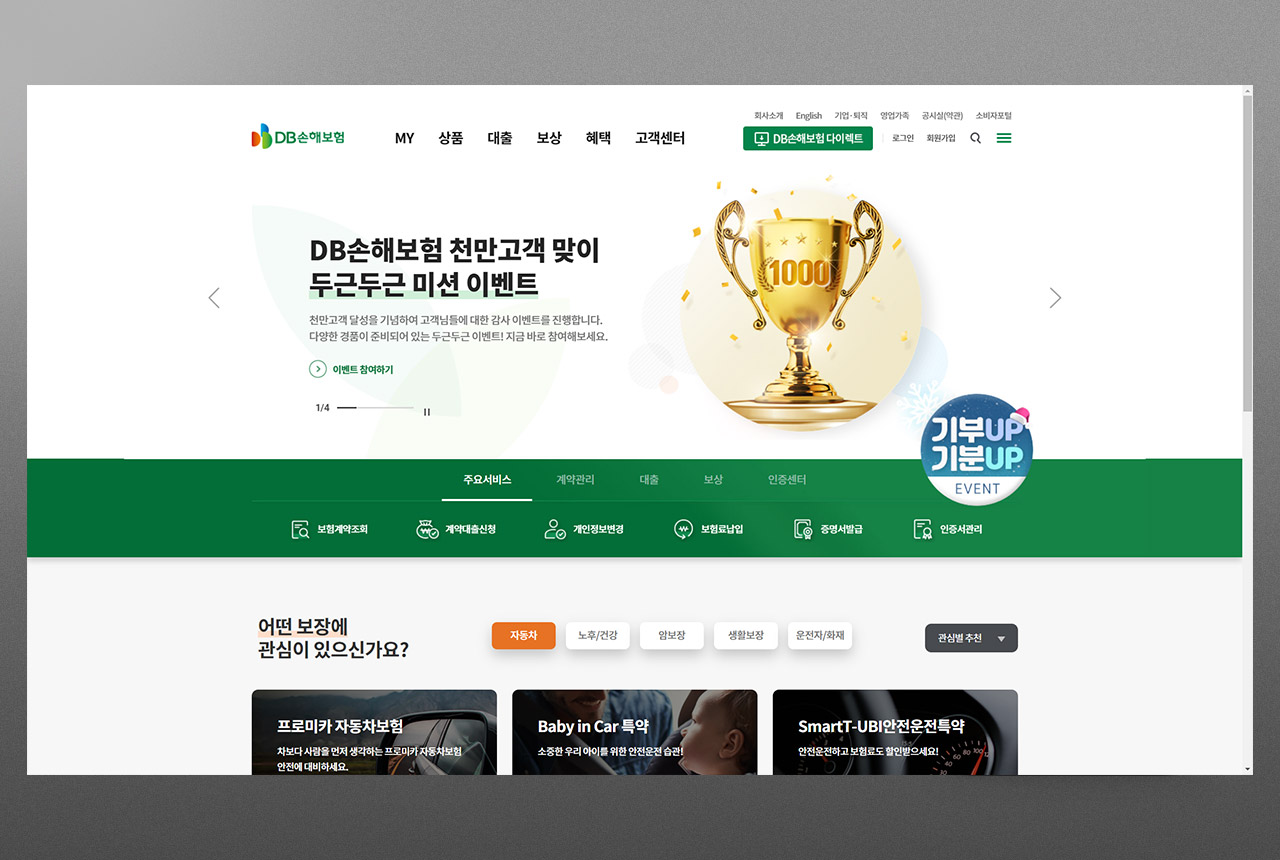 회사소개 English 기업·퇴직 영업가족 공시실(약관) 소비자포털
DB손해보험 MY 상품 대출 보상 혜택 고객센터 DB손해보험 다이렉트 로그인 회원가입
DB손해보험 천만고객 맞이
두근두근 미션 이벤트
천만고객 달성을 기념하여 고객님들에 대한 감사 이벤트를 진행합니다.
다양한 경품이 준비되어 있는 두근두근 이벤트! 지금 바로 참여해보세요.
이벤트 참여하기
1/4
1000
기부UP
기분UP
EVENT
주요서비스 계약관리 대출 보상 인증센터
보험계약조회 계약대출신청 개인정보변경 보험료납입 증명서발급 인증서관리
어떤 보장에
관심이 있으신가요?
자동차 노후/건강 암보장 생활보장 운전자/화재 관심별 추천
프로미카 자동차보험
차보다 사람을 먼저 생각하는 프로미카 자동차보험
안전에 대비하세요.
Baby in Car 특약
소중한 우리 아이를 위한 안전운전 습관!
SmartT-UBI안전운전특약
안전운전하고 보험료도 할인받으세요!